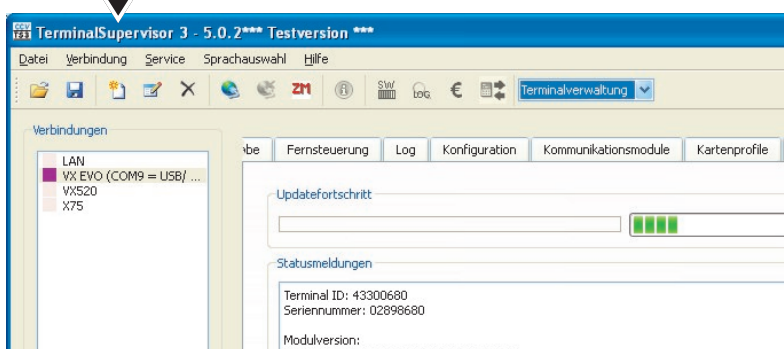 TerminalSupervisor 3 - 5.0.2*** Testversion ***
Datei Verbindung Service Sprachauswahl Hilfe
ZM SW LOG € Terminalverwaltung
Verbindungen
LAN
VX EVO (COM9 = USB/ ...
VX520
X75
Fernsteuerung Log Konfiguration Kommunikationsmodule Kartenprofile
Updatefortschritt
Statusmeldungen
Terminal ID: 43300680
Seriennummer: 02898680
Modulversion: